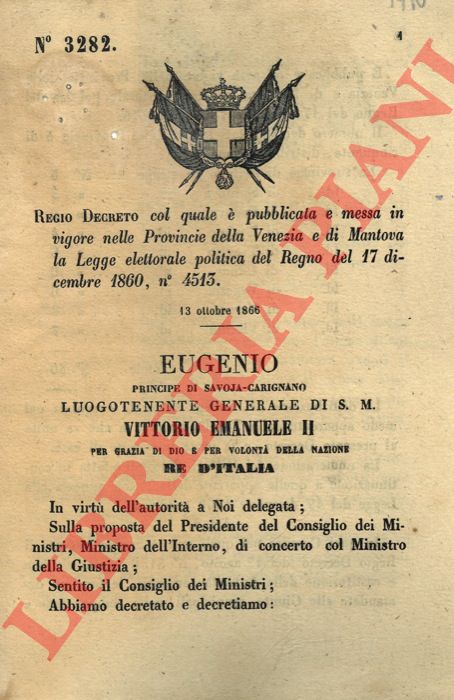 1
Nº 3282.
REGIO DECRETO col quale è pubblicata e messa in
vigore nelle Provincie della Venezia e di Mantova
la Legge elettorale politica del Regno del 17 di-
cembre 1860, nº 4513.
13 ottobre 1866
EUGENIO
PRINCIPE DI SAVOJA-CARIGNANO
LUOGOTENENTE GENERALE DI S. M.
VITTORIO EMANUELE II
PER GRAZIA DI DIO E PER VOLONTÀ DELLA NAZIONE
RE D'ITALIA
In virtù dell'autorità a Noi delegata;
Sulla proposta del Presidente del Consiglio dei Mi-
nistri, Ministro dell'Interno, di concerto col Ministro
della Giustizia;
Sentito il Consiglio dei Ministri;
Abbiamo decretato e decretiamo:
LIBRERIA PIANI